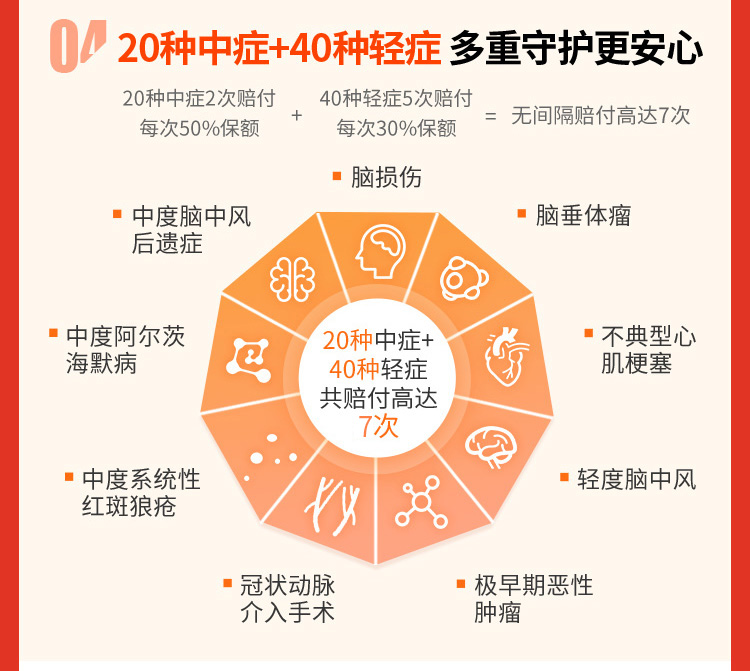 04 20种中症+40种轻症 多重守护更安心
20种中症2次赔付
每次50%保额
+
40种轻症5次赔付
每次30%保额
=
无间隔赔付高达7次
脑损伤
中度脑中风
后遗症
脑垂体瘤
中度阿尔茨
海默病
不典型心
肌梗塞
20种中症+
40种轻症
共赔付高达
7次
中度系统性
红斑狼疮
轻度脑中风
冠状动脉
介入手术
极早期恶性
肿瘤